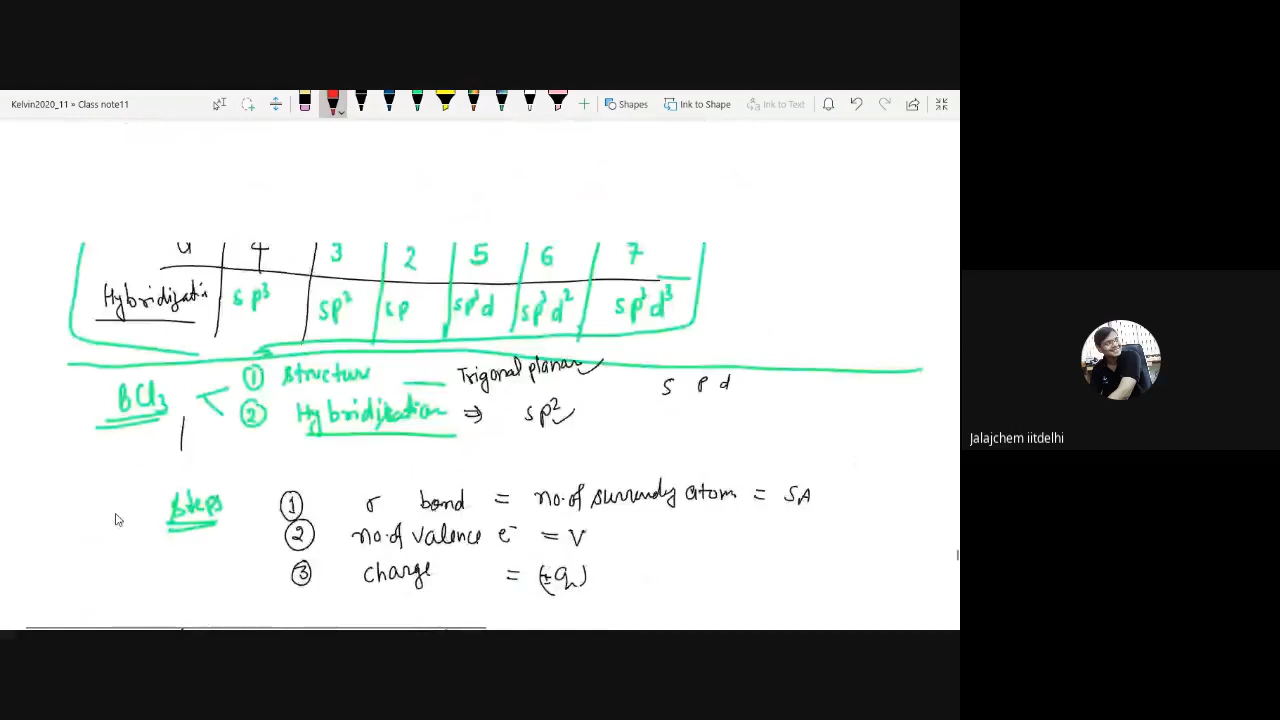 Kelvin2020_11 » Class note11
Shapes
Ink to Shape
Ink to Text
4 3 2 5 6 7
Hybridizatin sp³ sp² sp sp³d sp³d² sp³d³
BCl₃ ① Structure — Trigonal planar ✓
② Hybridization ⇒ sp² ✓
s p d
Steps ① σ bond = no. of surrundg atom = SA
② no. of valence e⁻ = V
③ charge = (±q)
Jalajchem iitdelhi